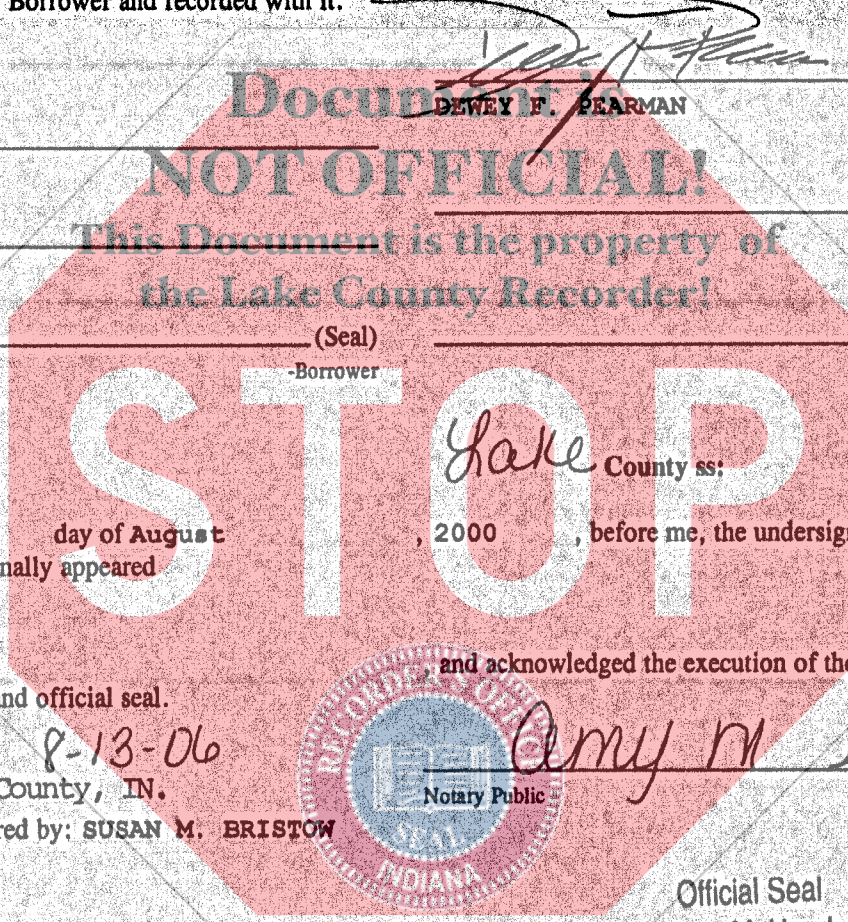 Borrower and recorded with it.
Document is
DEWEY F. PEARMAN
NOT OFFICIAL!
This Document is the property of
the Lake County Recorder!
(Seal)
-Borrower
STOP
Lake County ss:
day of August , 2000 , before me, the undersign
nally appeared
, and acknowledged the execution of the
nd official seal.
8-13-06
Amy M
County, IN.
Notary Public
red by: SUSAN M. BRISTOW
RECORDER'S OFFICE
SEAL
INDIANA
Official Seal